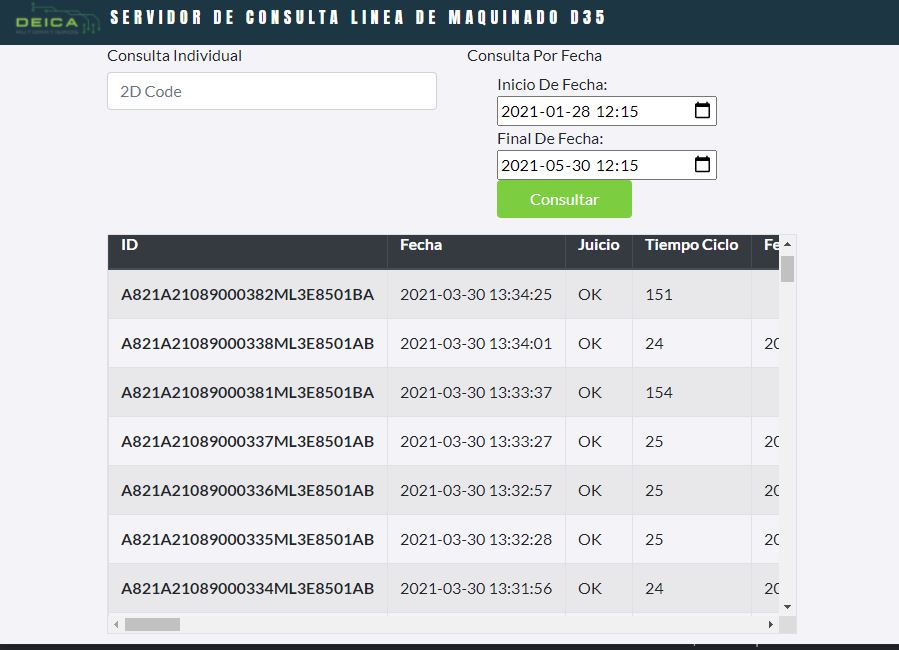 DEICA
SERVIDOR DE CONSULTA LINEA DE MAQUINADO D35
Consulta Individual
2D Code
Consulta Por Fecha
Inicio De Fecha:
2021-01-28 12:15
Final De Fecha:
2021-05-30 12:15
Consultar
ID Fecha Juicio Tiempo Ciclo Fe
A821A21089000382ML3E8501BA 2021-03-30 13:34:25 OK 151
A821A21089000338ML3E8501AB 2021-03-30 13:34:01 OK 24 20
A821A21089000381ML3E8501BA 2021-03-30 13:33:37 OK 154
A821A21089000337ML3E8501AB 2021-03-30 13:33:27 OK 25 20
A821A21089000336ML3E8501AB 2021-03-30 13:32:57 OK 25 20
A821A21089000335ML3E8501AB 2021-03-30 13:32:28 OK 25 20
A821A21089000334ML3E8501AB 2021-03-30 13:31:56 OK 24 20